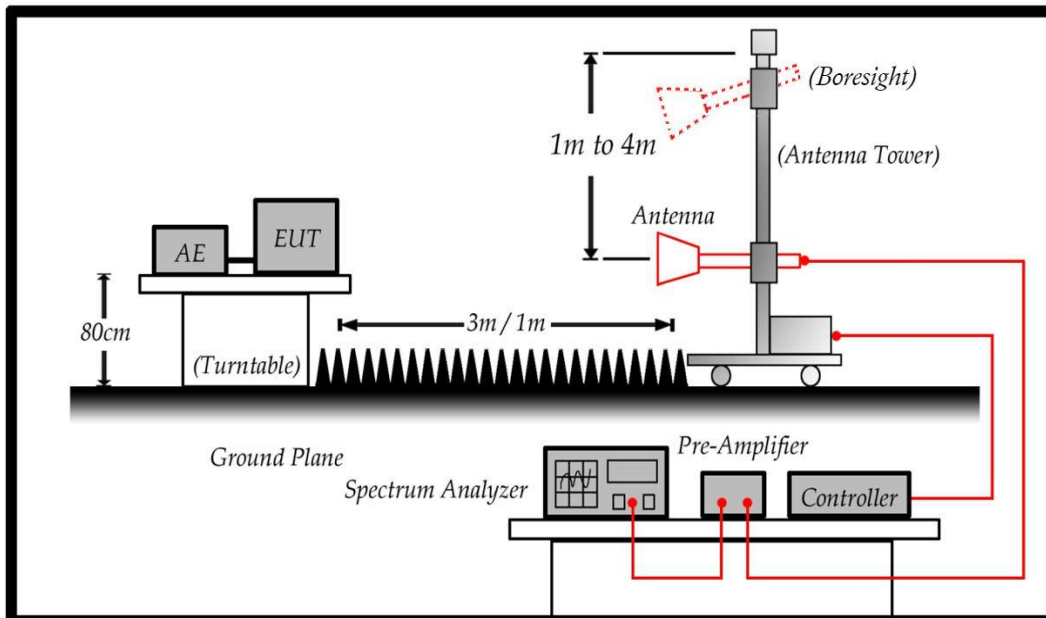 (Boresight)
1m to 4m
(Antenna Tower)
Antenna
EUT
AE
80cm
3m / 1m
(Turntable)
Ground Plane
Pre-Amplifier
Spectrum Analyzer
Controller